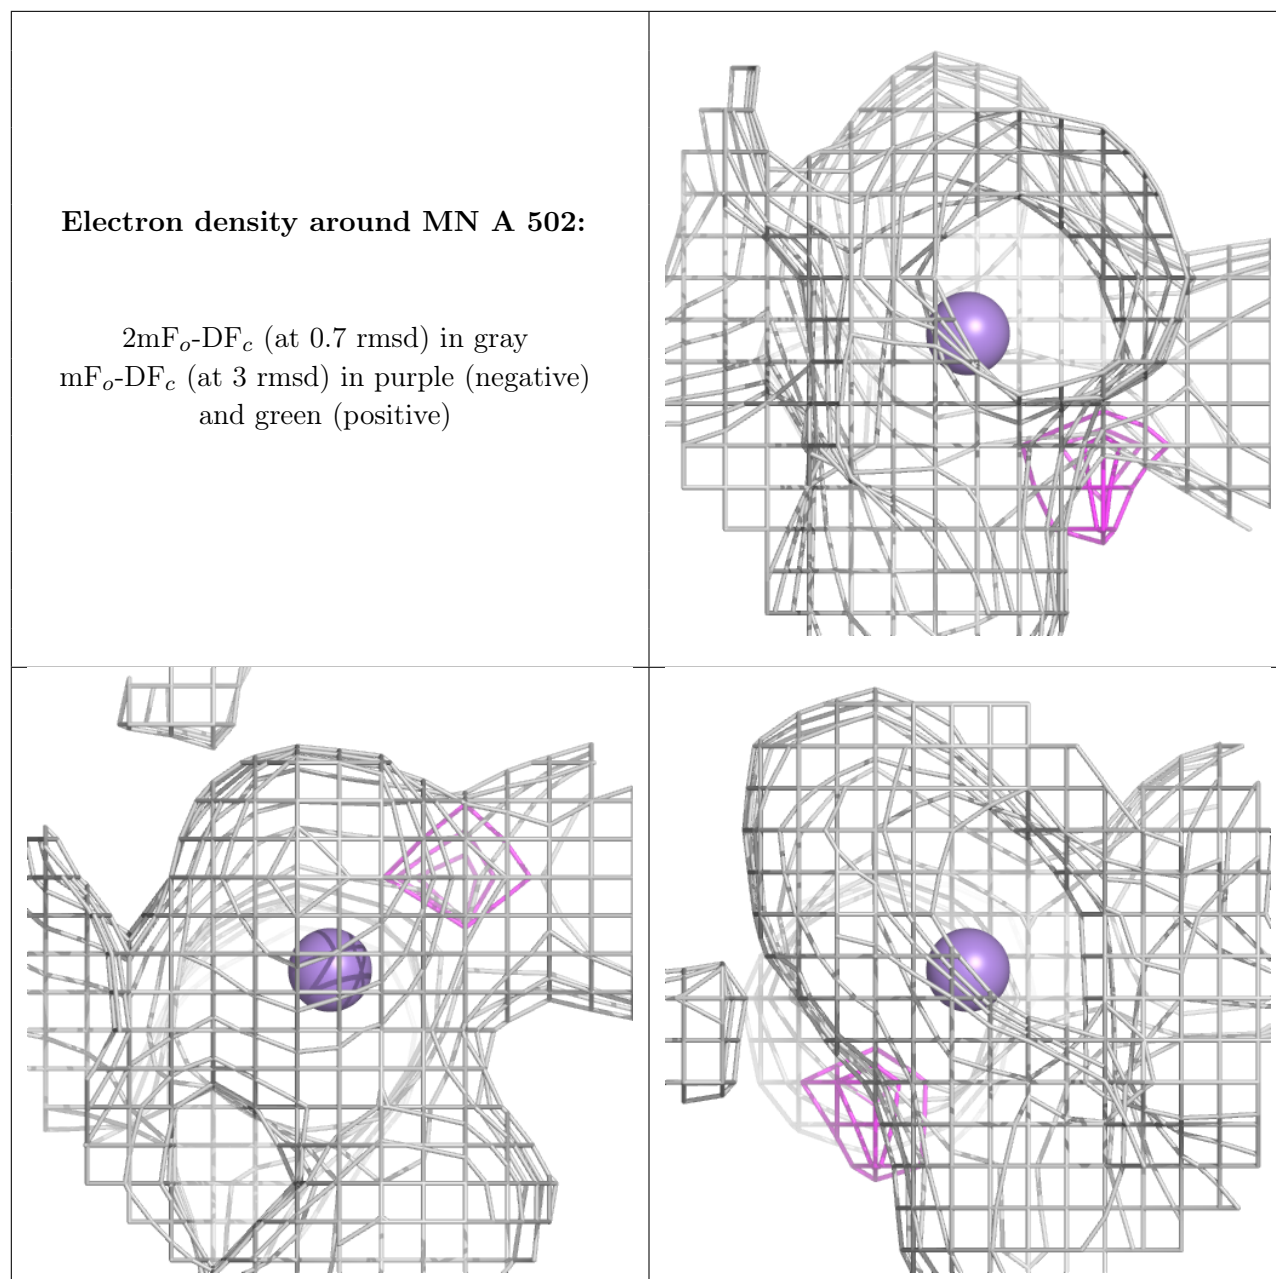 Electron density around MN A 502:
2mFo-DFc (at 0.7 rmsd) in gray
mFo-DFc (at 3 rmsd) in purple (negative)
and green (positive)